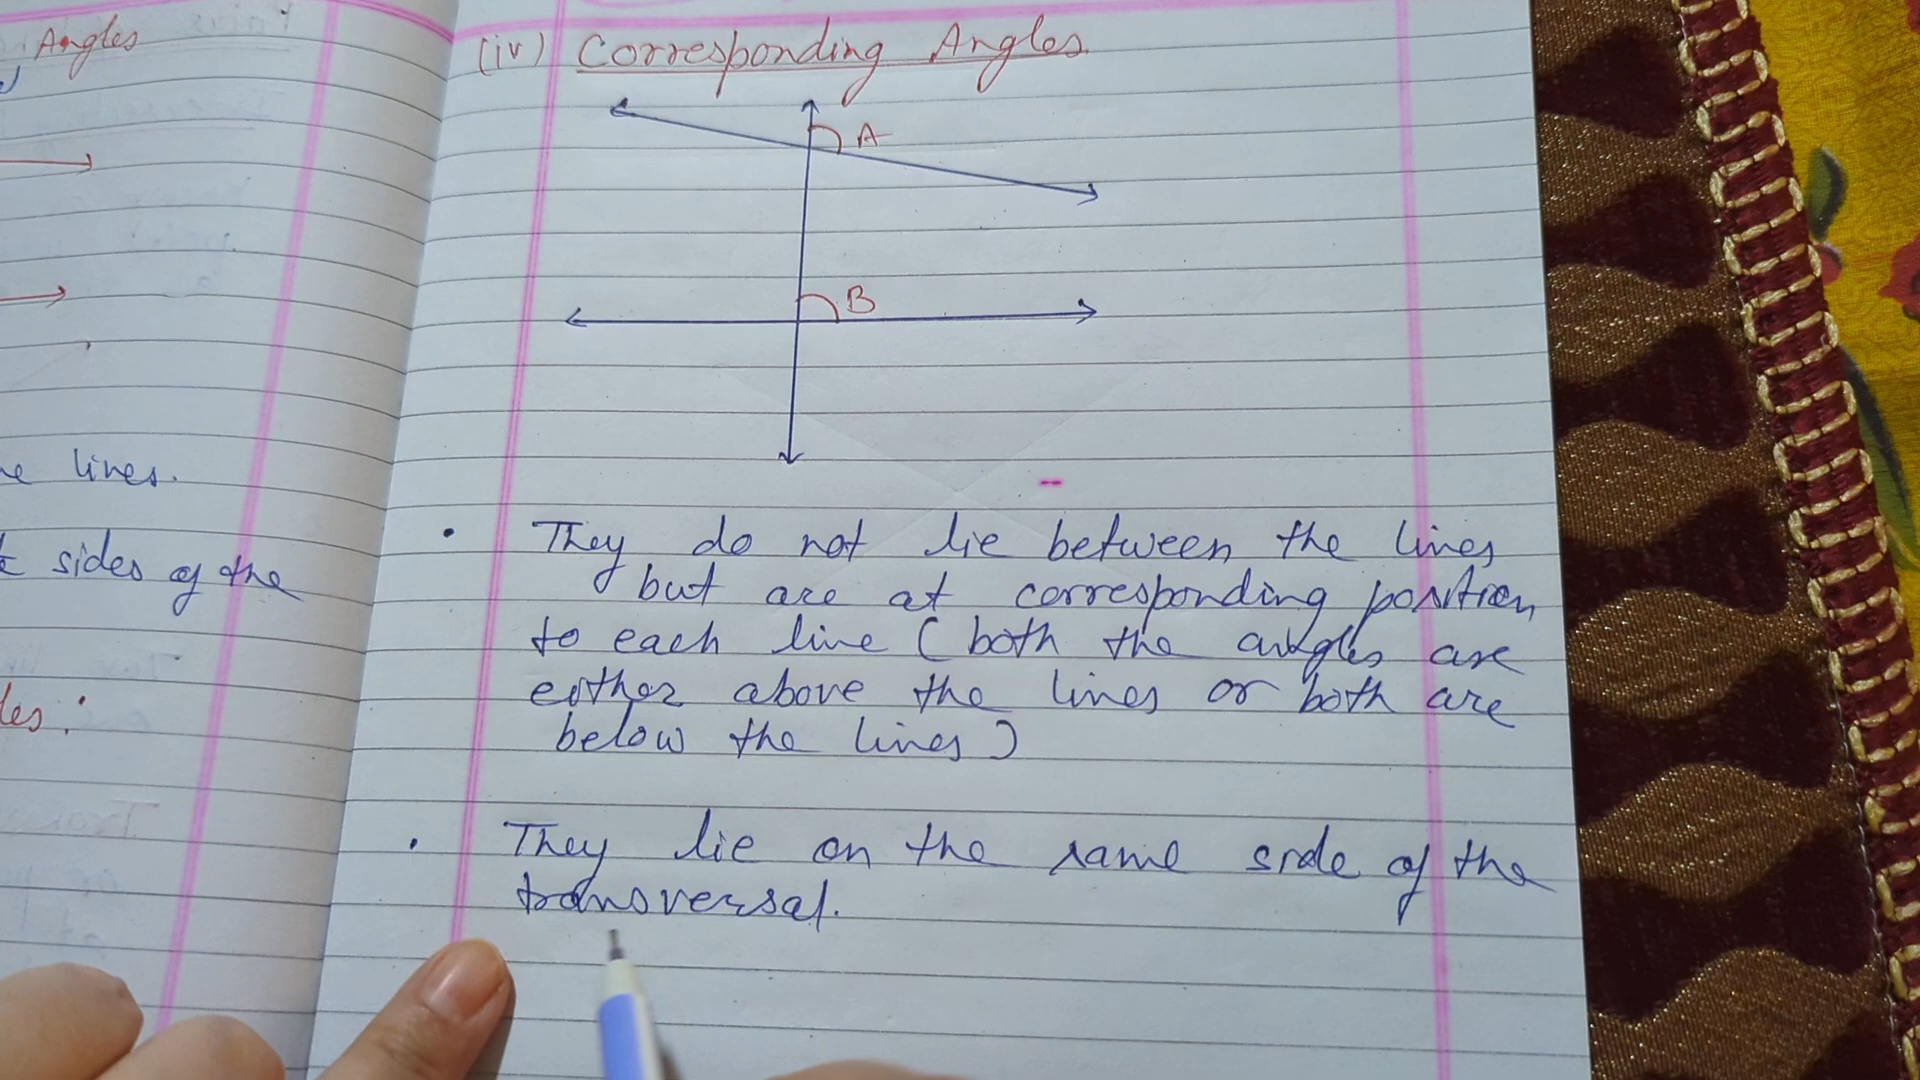 Angles
ne lines.
sides of the
les :
(iv) Corresponding Angles
A
B
• They do not lie between the lines
but are at corresponding position
to each line (both the angles are
either above the lines or both are
below the lines)
• They lie on the same side of the
transversal.